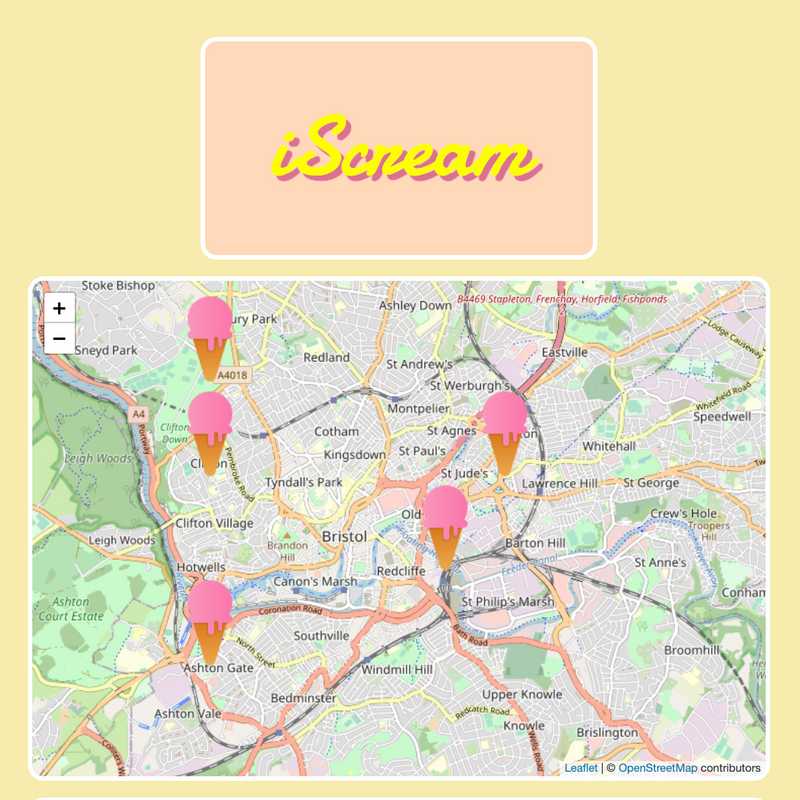 iScream
Stoke Bishop
B4469 Stapleton, Frenchay, Horfield, Fishponds
+
Ashley Down
ury Park
−
Sneyd Park
Redland
Eastville
Lodge Causeway
St Andrew's
A4018
St Werburgh's
Whitefield Road
A4
Montpelier
Speedwell
Portway
Clifton
Down
Cotham
St Agnes
on
Whitehall
Leigh Woods
Kingsdown
St Paul's
Cli on
Pembroke Road
St Jude's
Tyndall's Park
Lawrence Hill
St George
Clifton Village
Old
Crew's Hole
Troopers
Hill
Leigh Woods
Bristol
Brandon
Hill
Barton Hill
St Anne's
Hotwells
Redcliffe
Feeder Canal
Canon's Marsh
Conham
Ashton
Court Estate
St Philip's Marsh
Coronation Road
Southville
Bath Road
North Street
Broomhill
Ashton Gate
Windmill Hill
Bedminster
Upper Knowle
Ashton Vale
Redcatch Road
Knowle
Brislington
Wells Road
Leaflet | © OpenStreetMap contributors